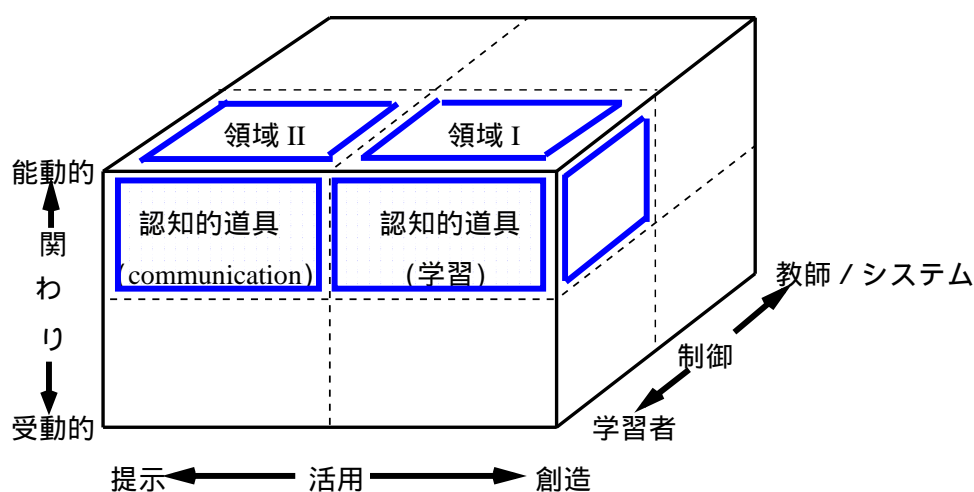 領域 II
領域 I
能動的
関わり
受動的
認知的道具
(communication)
認知的道具
(学習)
教師 / システム
制御
学習者
提示
活用
創造